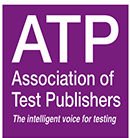 ATP
Association of
Test Publishers
The intelligent voice for testing